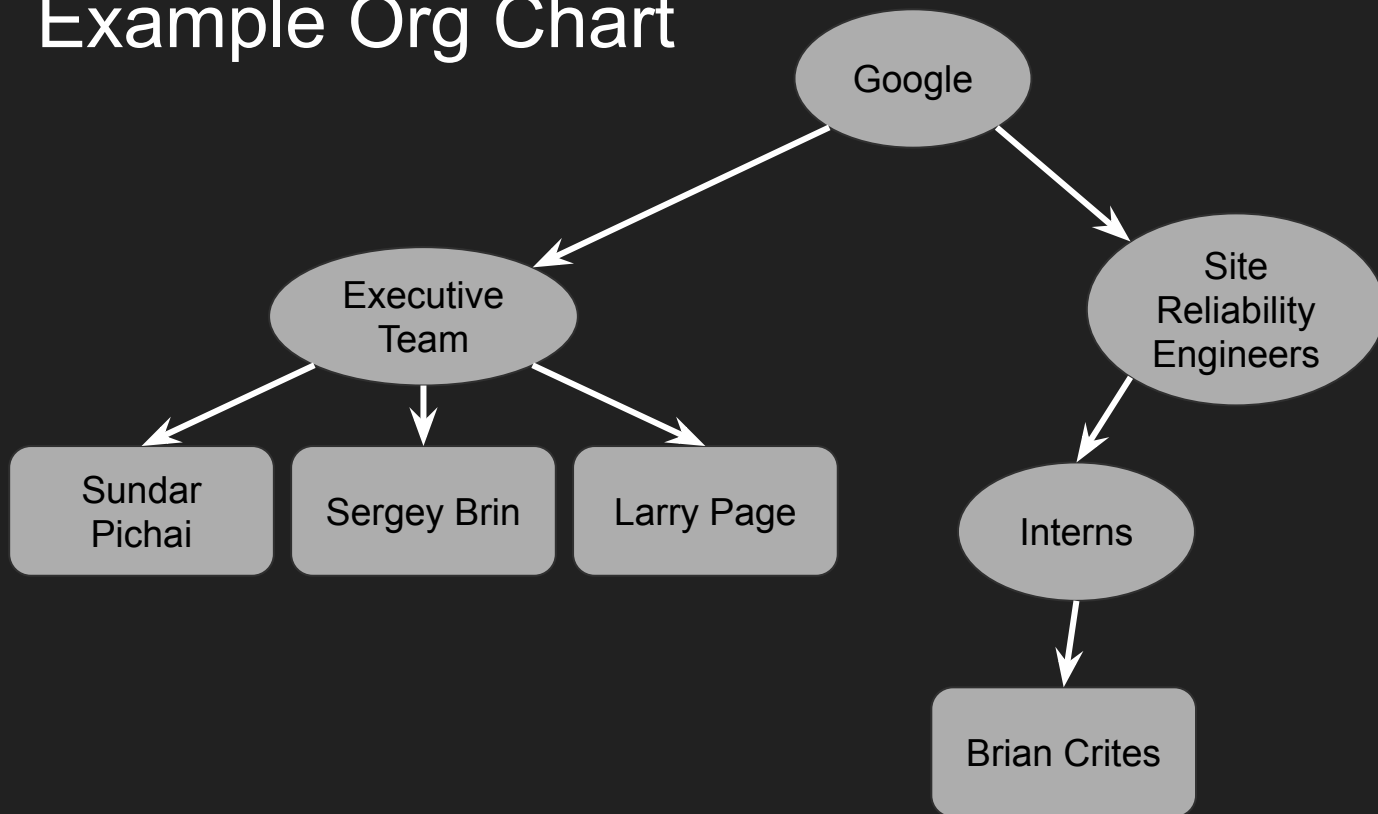 Example Org Chart
Google
Executive
Team
Site
Reliability
Engineers
Sundar
Pichai
Sergey Brin
Larry Page
Interns
Brian Crites